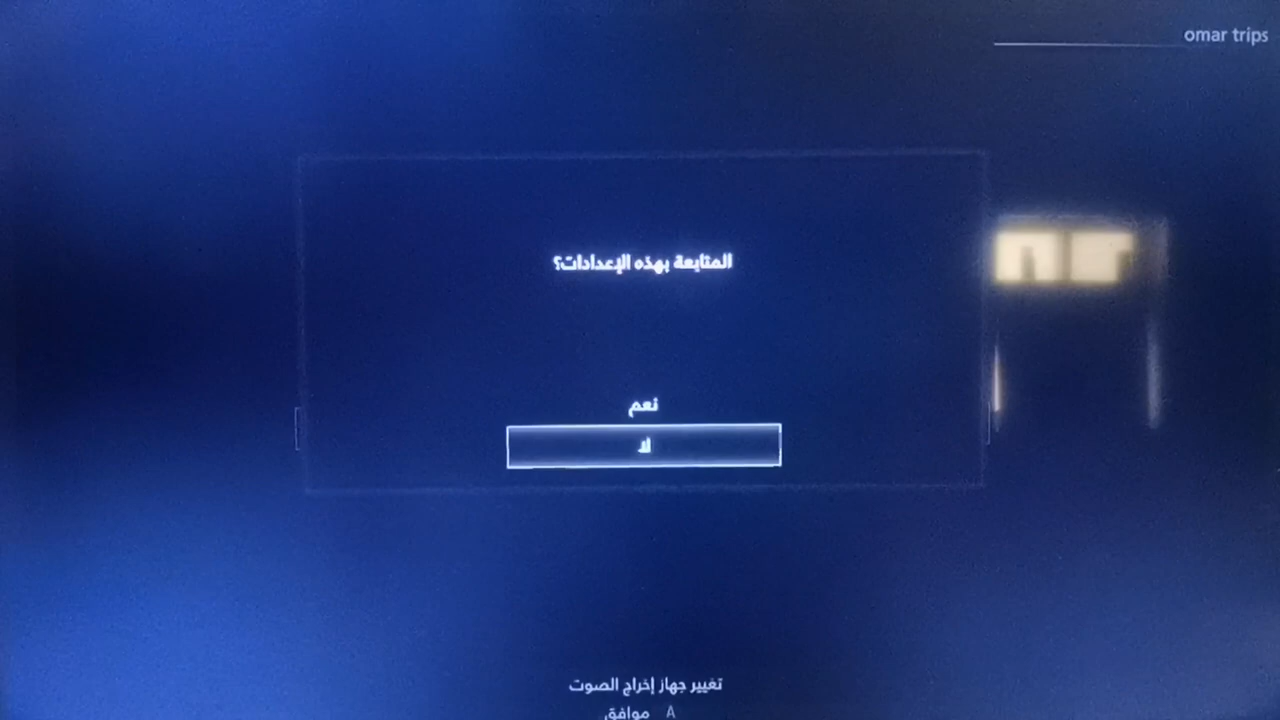 omar trips
المتابعة بهذه الإعدادات؟
نعم
لا
تغيير جهاز إخراج الصوت
A موافق